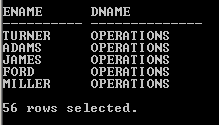 ENAME DNAME
---------- --------------
TURNER OPERATIONS
ADAMS OPERATIONS
JAMES OPERATIONS
FORD OPERATIONS
MILLER OPERATIONS
56 rows selected.